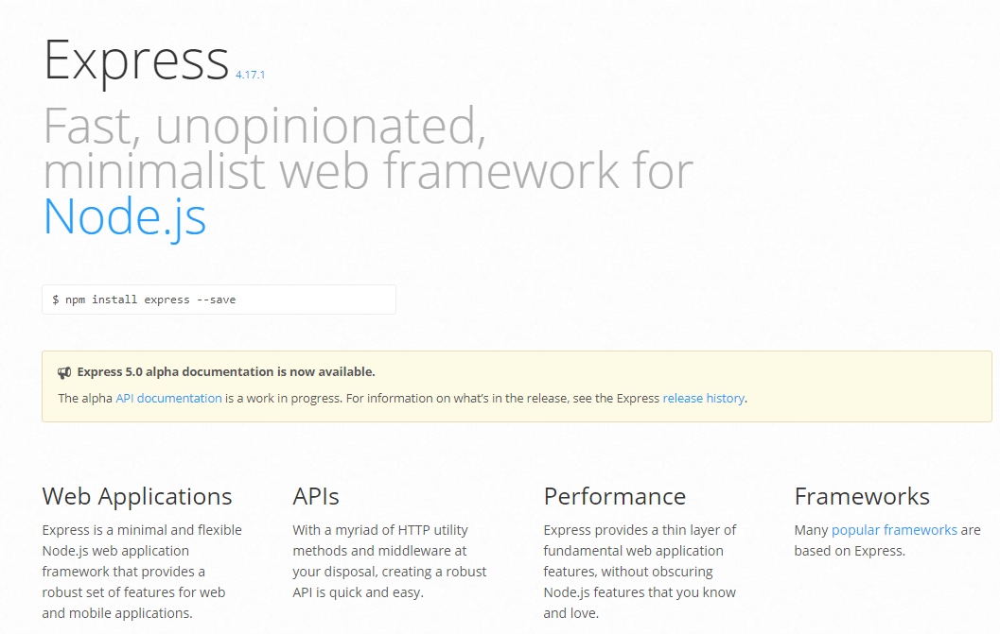 Express 4.17.1
Fast, unopinionated,
minimalist web framework for
Node.js
$ npm install express --save
Express 5.0 alpha documentation is now available.
The alpha API documentation is a work in progress. For information on what’s in the release, see the Express release history.
Web Applications
Express is a minimal and flexible
Node.js web application
framework that provides a
robust set of features for web
and mobile applications.
APIs
With a myriad of HTTP utility
methods and middleware at
your disposal, creating a robust
API is quick and easy.
Performance
Express provides a thin layer of
fundamental web application
features, without obscuring
Node.js features that you know
and love.
Frameworks
Many popular frameworks are
based on Express.